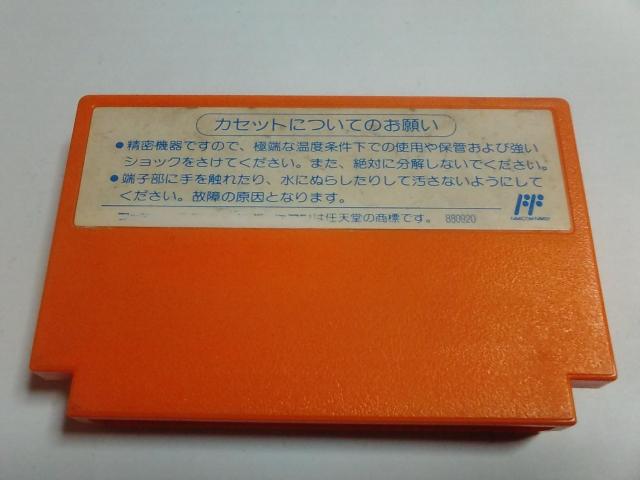 カセットについてのお願い
●精密機器ですので、極端な温度条件下での使用や保管および強い
ショックをさけてください。また、絶対に分解しないでください。
●端子部に手を触れたり、水にぬらしたりして汚さないようにして
ください。故障の原因となります。
は任天堂の商標です。 880920